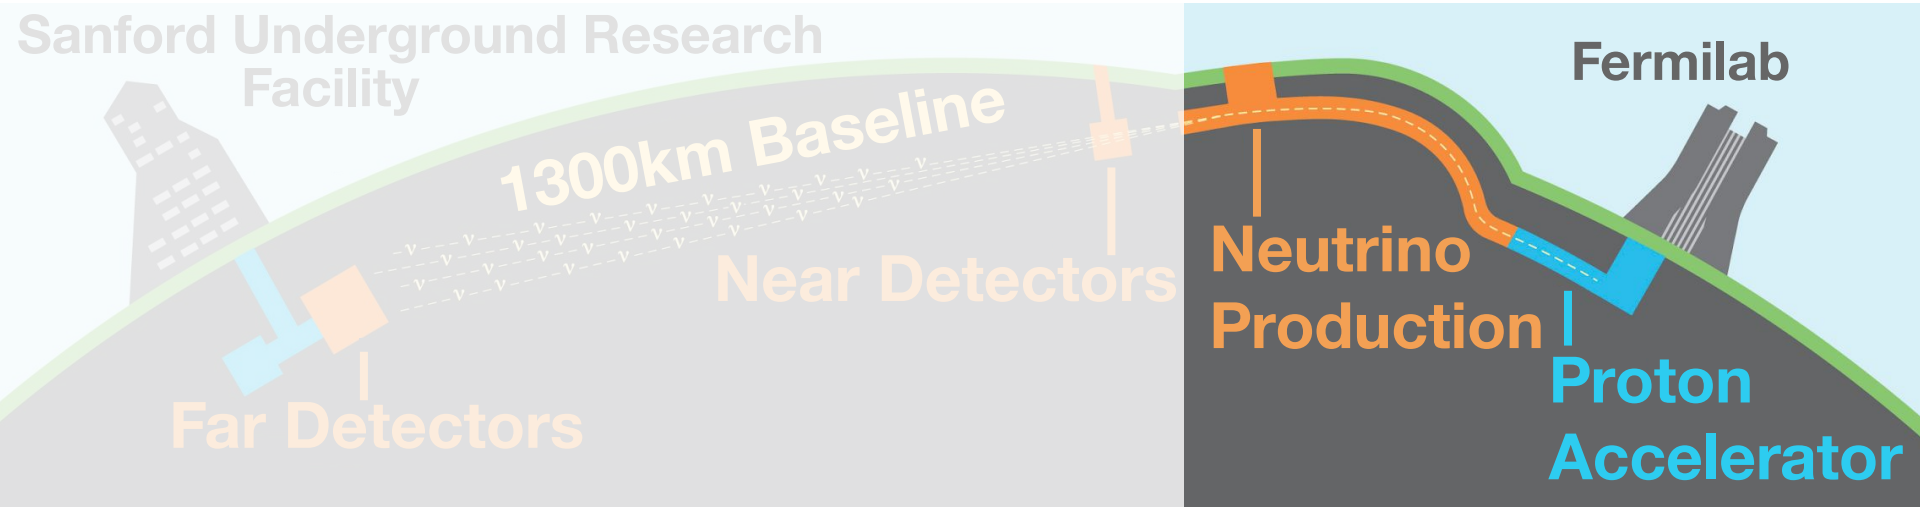 Sanford Underground Research
Facility
Fermilab
1300km Baseline
ν ν ν ν ν ν ν
ν ν ν ν ν ν ν
ν ν ν ν ν ν
ν ν ν ν
Near Detectors
Neutrino
Production
Proton
Accelerator
Far Detectors